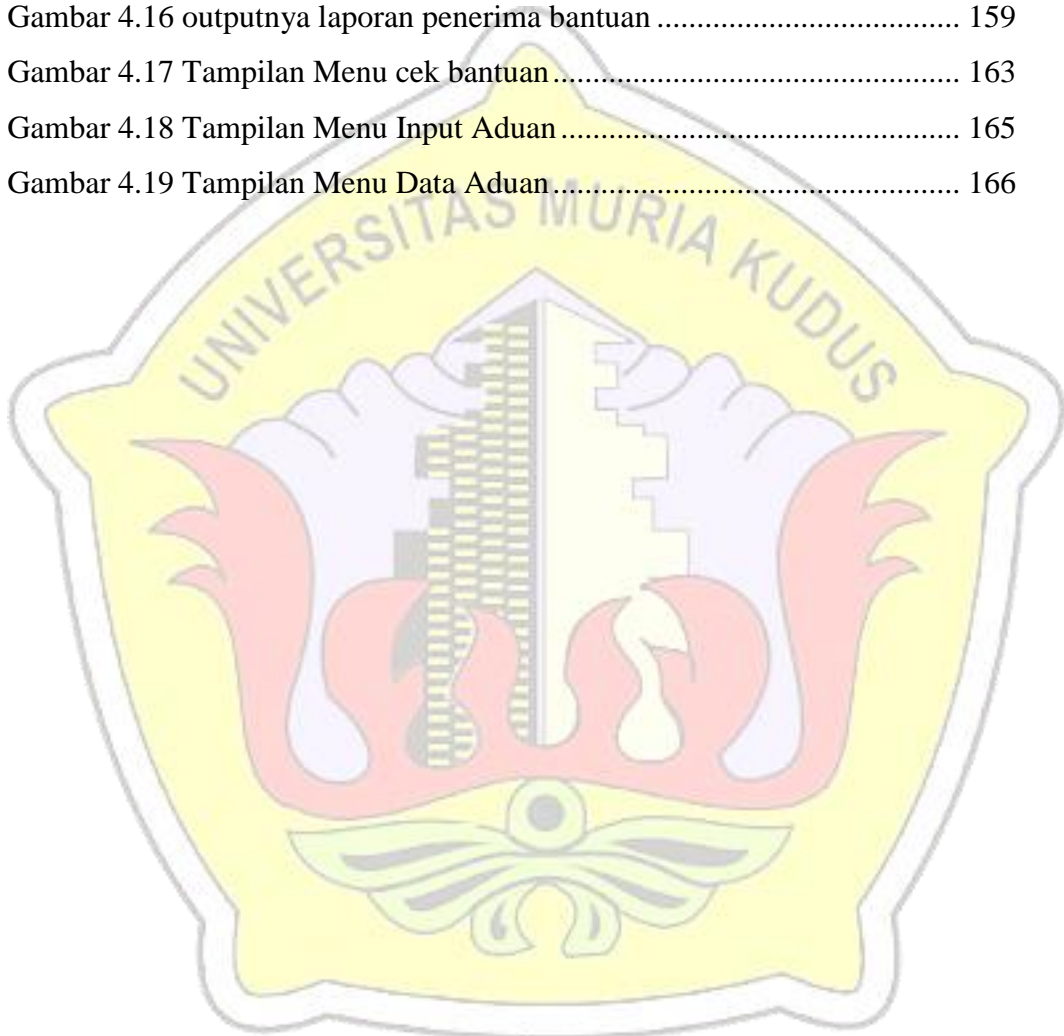 Gambar 4.16 outputnya laporan penerima bantuan ................................... 159
Gambar 4.17 Tampilan Menu cek bantuan ............................................... 163
Gambar 4.18 Tampilan Menu Input Aduan .............................................. 165
Gambar 4.19 Tampilan Menu Data Aduan ............................................... 166
UNIVERSITAS MURIA KUDUS